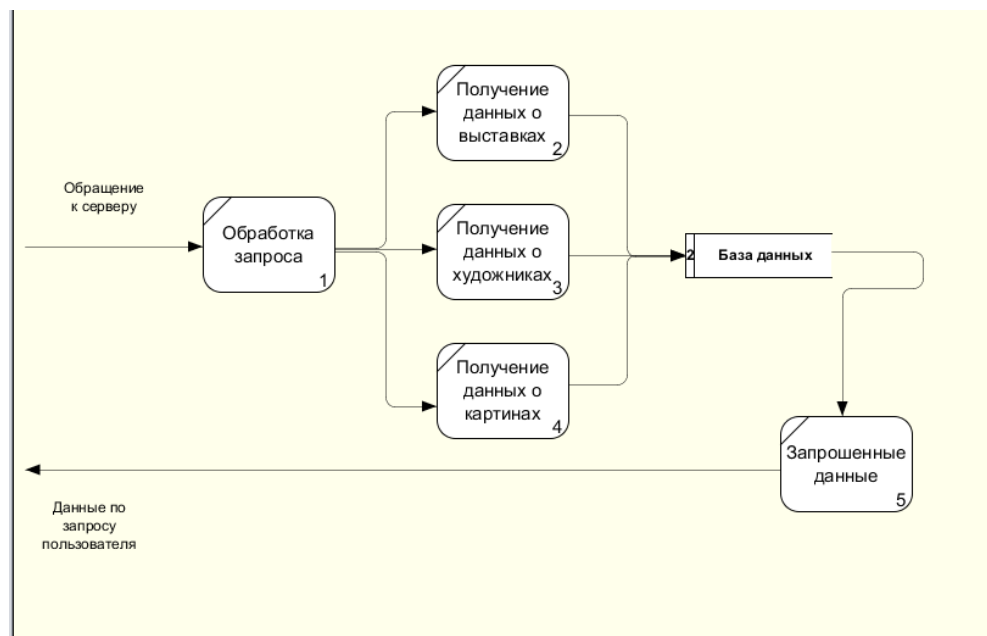 Обращение
к серверу
Обработка
запроса
1
Получение
данных о
выставках
2
Получение
данных о
художниках
3
Получение
данных о
картинах
4
2
База данных
Запрошенные
данные
5
Данные по
запросу
пользователя